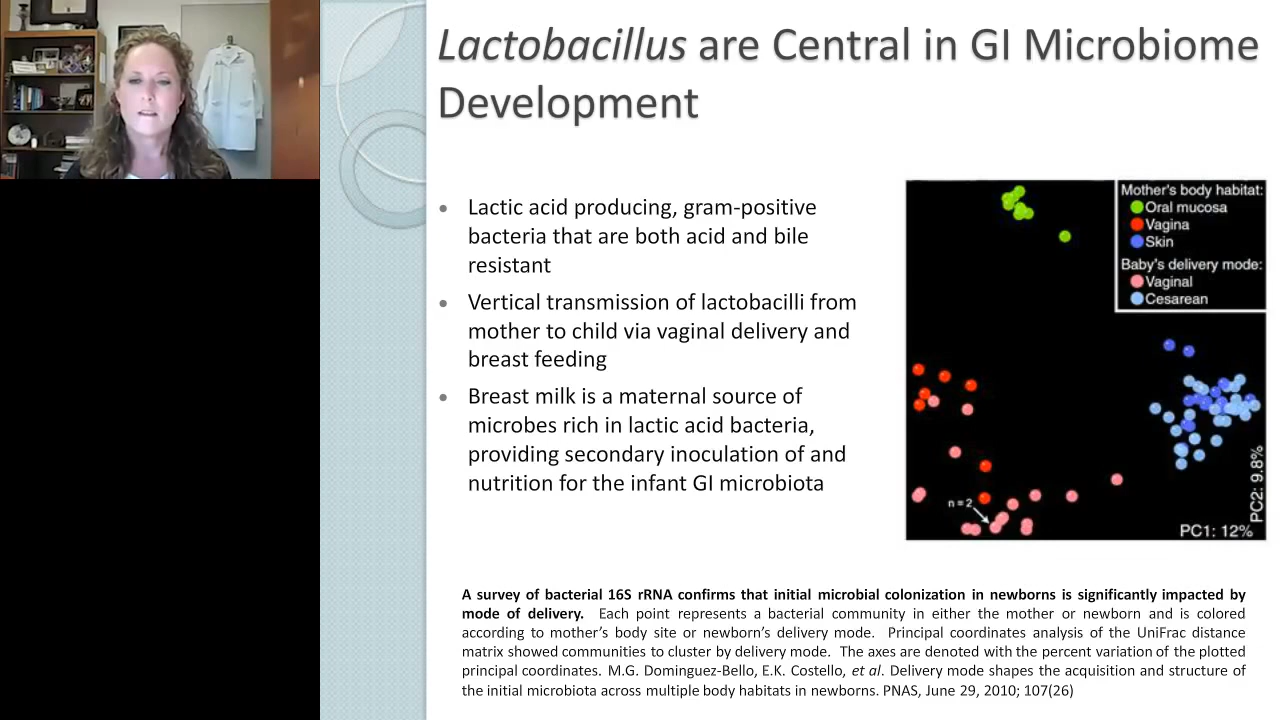 Lactobacillus are Central in GI Microbiome
Development
Lactic acid producing, gram-positive
bacteria that are both acid and bile
resistant
Vertical transmission of lactobacilli from
mother to child via vaginal delivery and
breast feeding
Breast milk is a maternal source of
microbes rich in lactic acid bacteria,
providing secondary inoculation of and
nutrition for the infant GI microbiota
Mother's body habitat:
Oral mucosa
Vagina
Skin
Baby's delivery mode:
Vaginal
Cesarean
n=2
PC2: 9.8%
PC1: 12%
A survey of bacterial 16S rRNA confirms that initial microbial colonization in newborns is significantly impacted by
mode of delivery. Each point represents a bacterial community in either the mother or newborn and is colored
according to mother's body site or newborn's delivery mode. Principal coordinates analysis of the UniFrac distance
matrix showed communities to cluster by delivery mode. The axes are denoted with the percent variation of the plotted
principal coordinates. M.G. Dominguez-Bello, E.K. Costello, et al. Delivery mode shapes the acquisition and structure of
the initial microbiota across multiple body habitats in newborns. PNAS, June 29, 2010; 107(26)